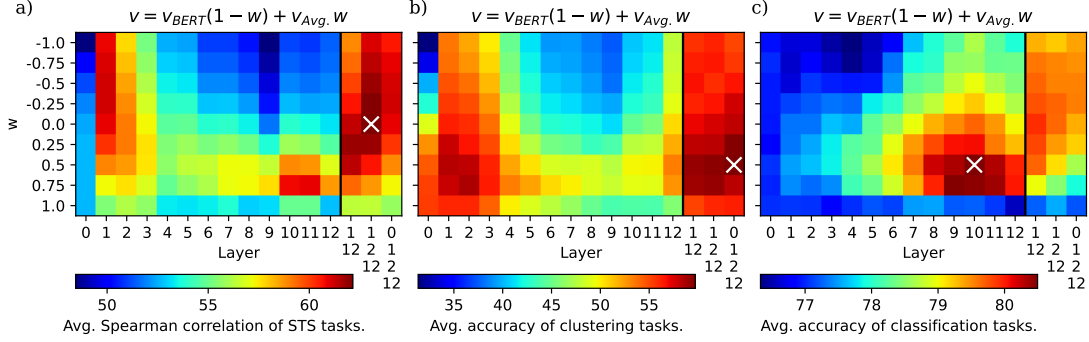 a)
v = v_BERT(1 − w) + v_Avg. w
b)
v = v_BERT(1 − w) + v_Avg. w
c)
v = v_BERT(1 − w) + v_Avg. w
w
-1.0
-0.75
-0.5
-0.25
0.0
0.25
0.5
0.75
1.0
0 1 2 3 4 5 6 7 8 9 10 11 12 1 1 0
12 2 1
12 2
12
Layer
0 1 2 3 4 5 6 7 8 9 10 11 12 1 1 0
12 2 1
12 2
12
Layer
0 1 2 3 4 5 6 7 8 9 10 11 12 1 1 0
12 2 1
12 2
12
Layer
50 55 60
Avg. Spearman correlation of STS tasks.
35 40 45 50 55
Avg. accuracy of clustering tasks.
77 78 79 80
Avg. accuracy of classification tasks.